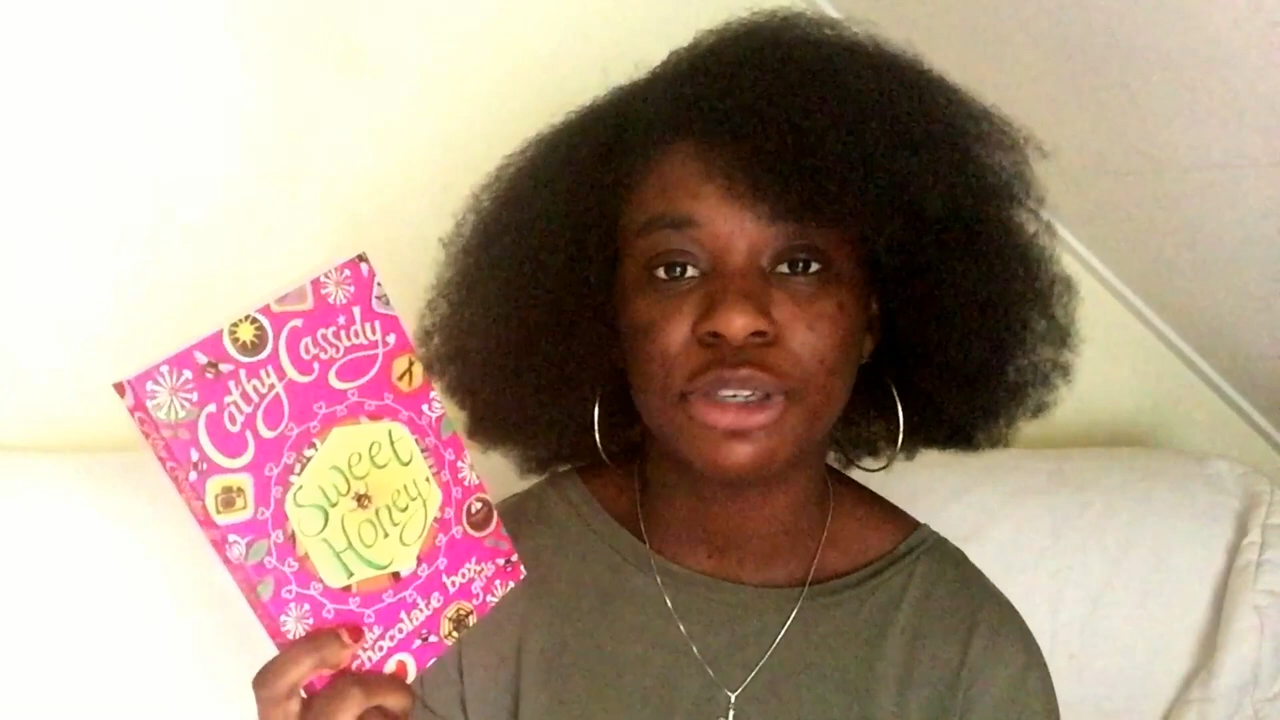 Cathy Cassidy
Sweet
Honey
the
chocolate box
girls